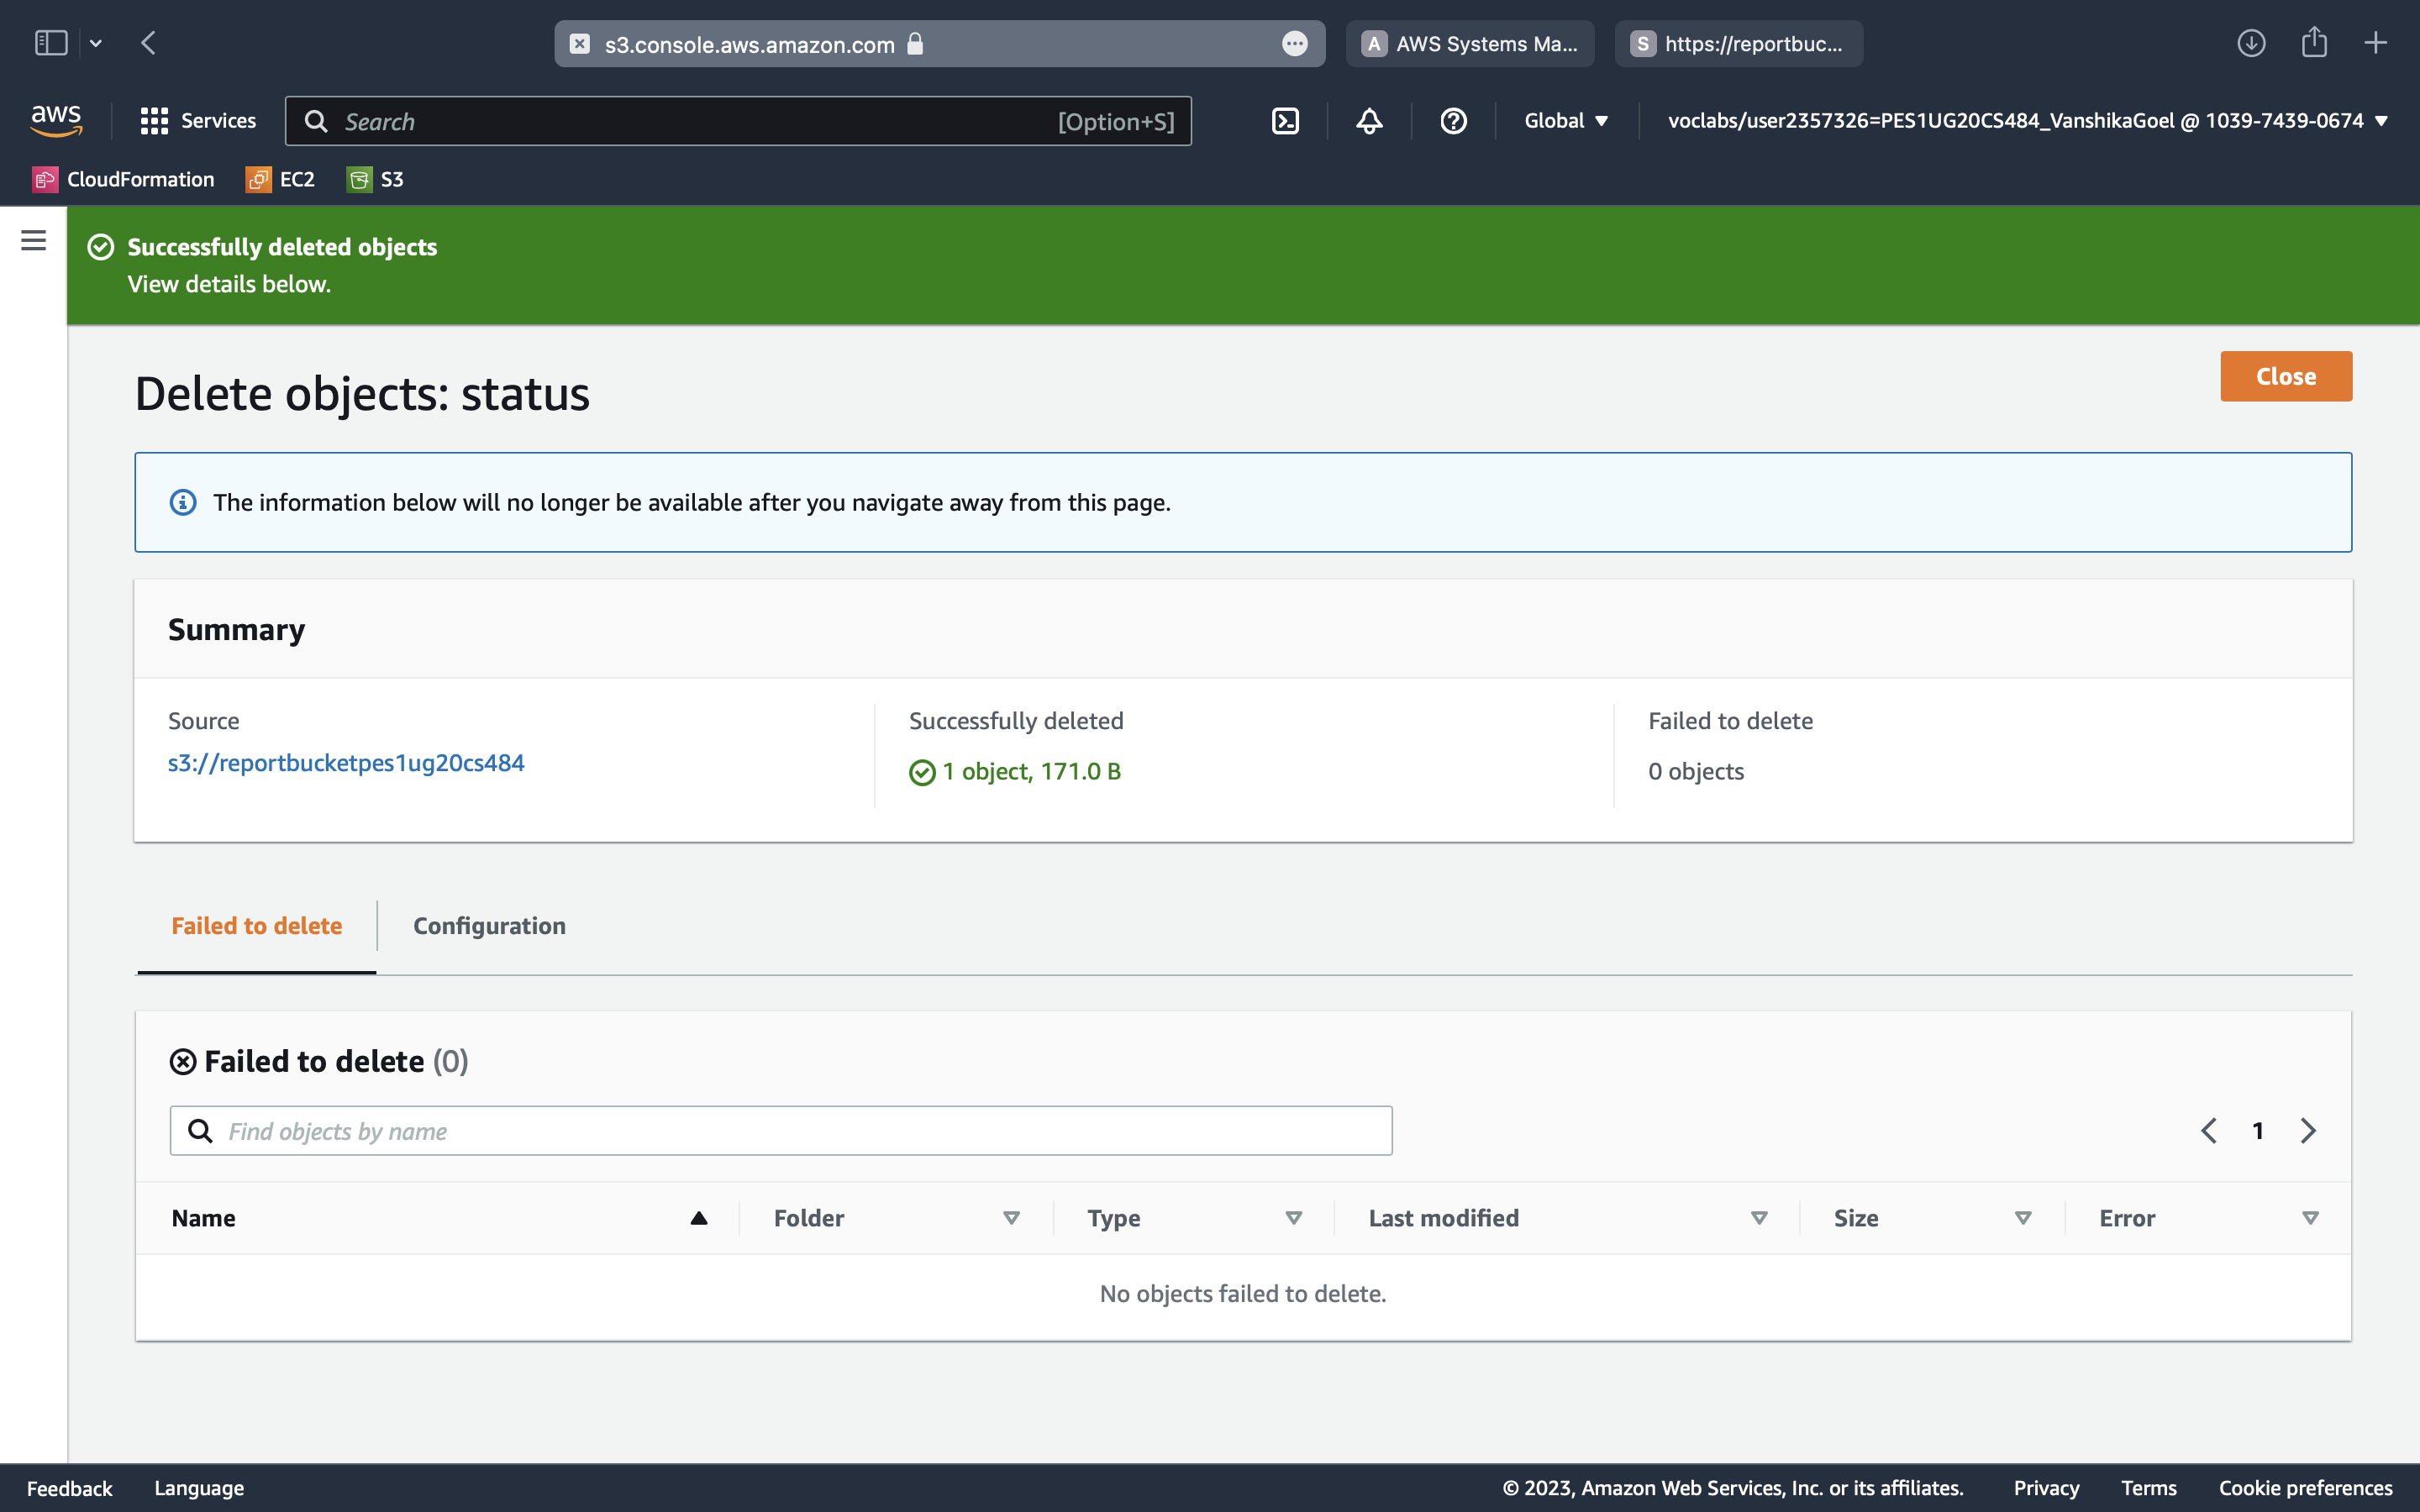 s3.console.aws.amazon.com
A AWS Systems Ma...
S https://reportbuc...
aws
Services
Search
[Option+S]
Global
voclabs/user2357326=PES1UG20CS484_VanshikaGoel @ 1039-7439-0674
CloudFormation
EC2
S3
Successfully deleted objects
View details below.
Delete objects: status
Close
The information below will no longer be available after you navigate away from this page.
Summary
Source
s3://reportbucketpes1ug20cs484
Successfully deleted
1 object, 171.0 B
Failed to delete
0 objects
Failed to delete
Configuration
Failed to delete (0)
Find objects by name
1
Name
Folder
Type
Last modified
Size
Error
No objects failed to delete.
Feedback
Language
© 2023, Amazon Web Services, Inc. or its affiliates.
Privacy
Terms
Cookie preferences